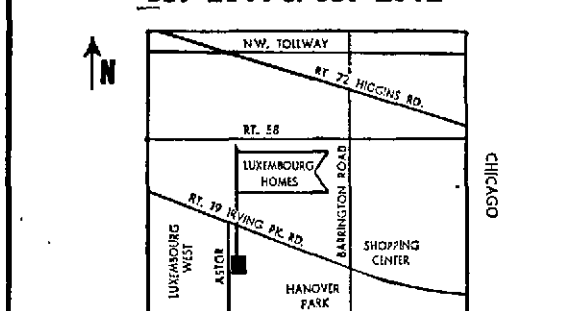 N
NW. TOLLWAY
RT. 72 HIGGINS RD.
RT. 58
LUXEMBOURG
HOMES
BARRINGTON ROAD
CHICAGO
RT. 19 IRVING PK. RD.
LUXEMBOURG
WEST
ASTOR
SHOPPING
CENTER
HANOVER
PARK